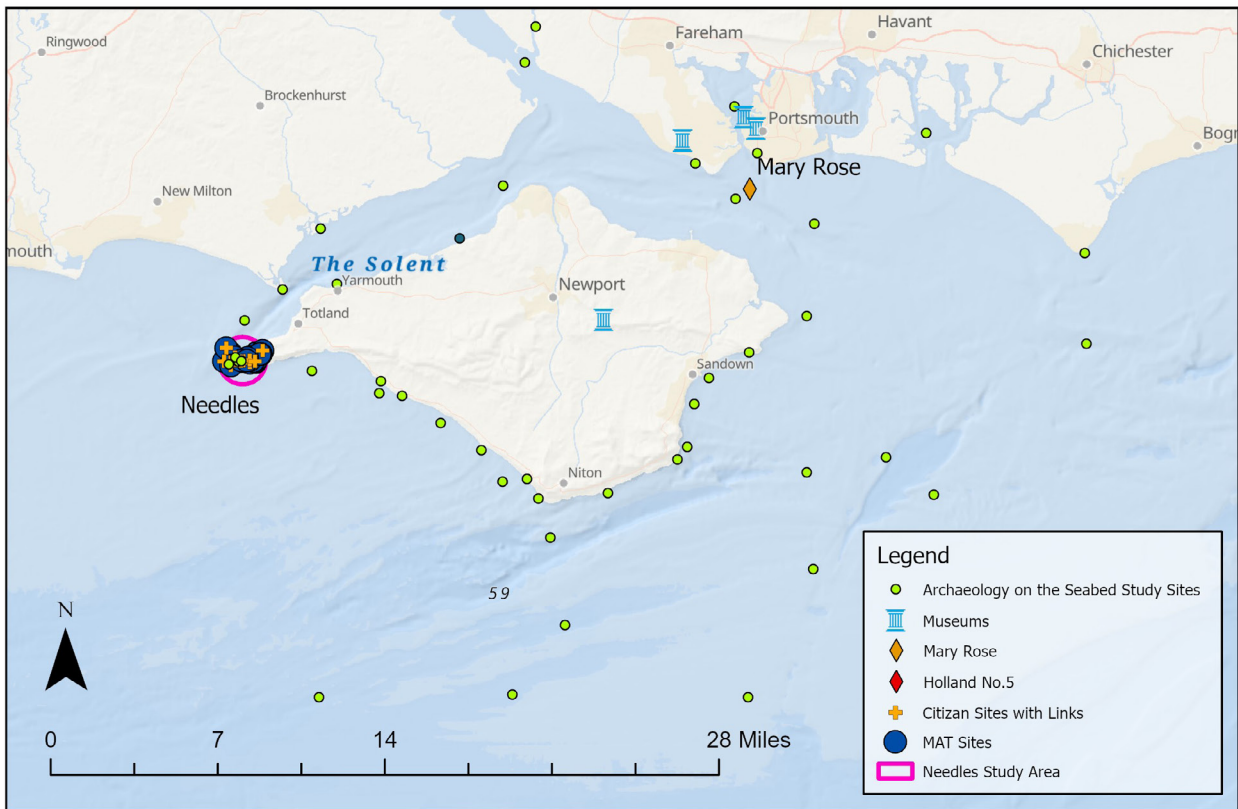 Ringwood
Fareham
Havant
Chichester
Brockenhurst
Portsmouth
Bogn
Mary Rose
New Milton
mouth
The Solent
Yarmouth
Newport
Totland
Sandown
Needles
Niton
59
N
0 7 14 28 Miles
Legend
Archaeology on the Seabed Study Sites
Museums
Mary Rose
Holland No.5
Citizan Sites with Links
MAT Sites
Needles Study Area